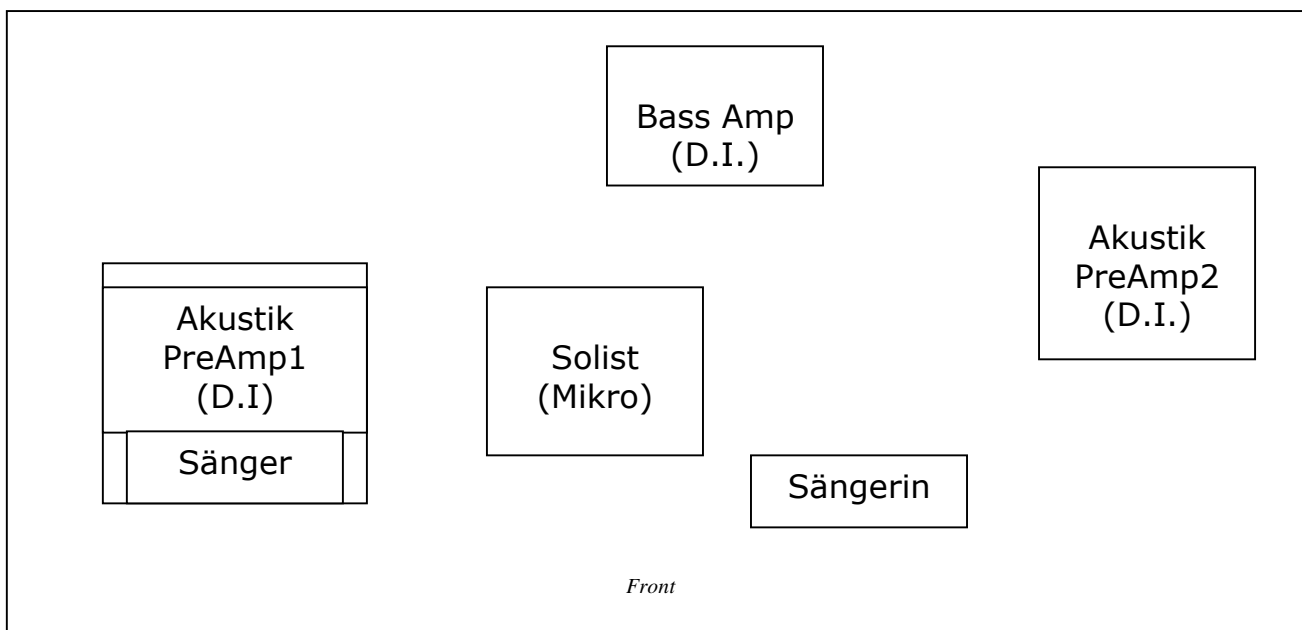 Bass Amp
(D.I.)
Akustik
PreAmp2
(D.I.)
Akustik
PreAmp1
(D.I)
Sänger
Solist
(Mikro)
Sängerin
Front